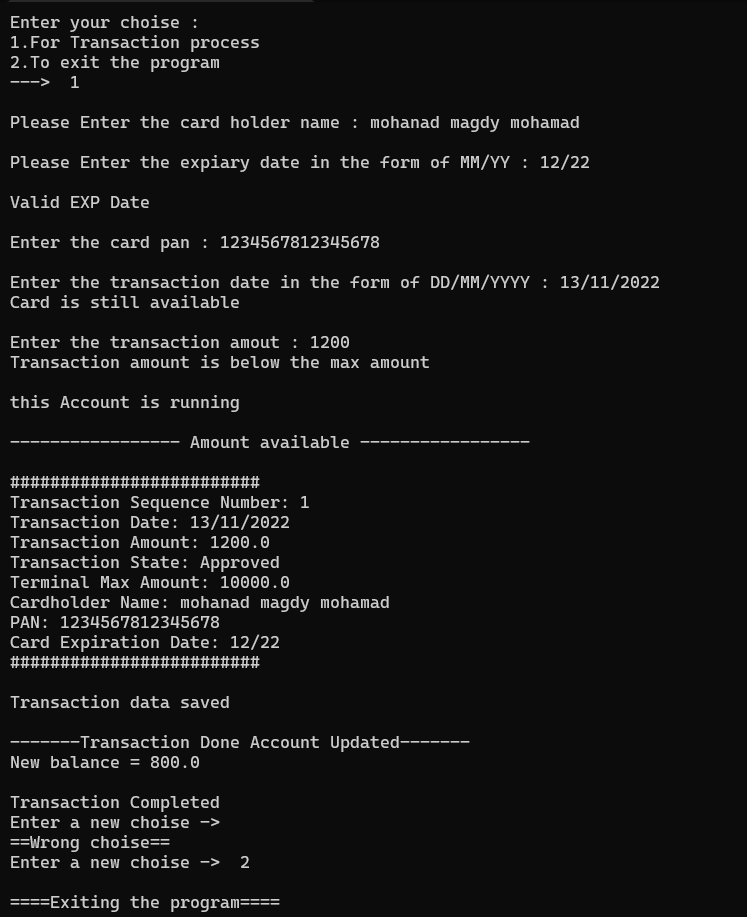 Enter your choise :
1.For Transaction process
2.To exit the program
---> 1
Please Enter the card holder name : mohanad magdy mohamad
Please Enter the expiary date in the form of MM/YY : 12/22
Valid EXP Date
Enter the card pan : 1234567812345678
Enter the transaction date in the form of DD/MM/YYYY : 13/11/2022
Card is still available
Enter the transaction amout : 1200
Transaction amount is below the max amount
this Account is running
----------------- Amount available -----------------
#########################
Transaction Sequence Number: 1
Transaction Date: 13/11/2022
Transaction Amount: 1200.0
Transaction State: Approved
Terminal Max Amount: 10000.0
Cardholder Name: mohanad magdy mohamad
PAN: 1234567812345678
Card Expiration Date: 12/22
#########################
Transaction data saved
-------Transaction Done Account Updated-------
New balance = 800.0
Transaction Completed
Enter a new choise ->
==Wrong choise==
Enter a new choise -> 2
====Exiting the program====